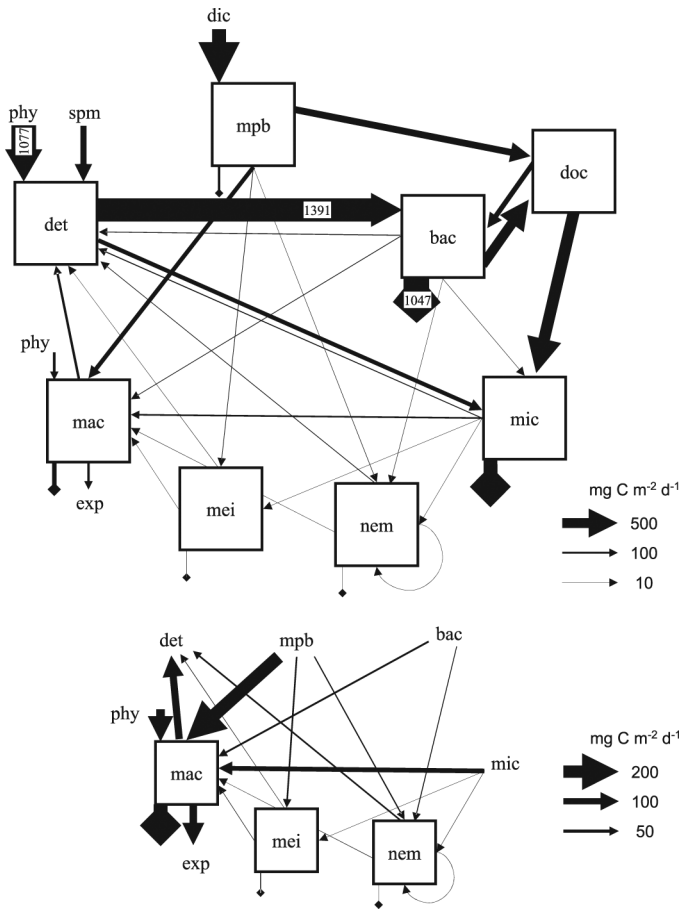 dic
phy
spm
1077
mpb
doc
det
1391
bac
1047
phy
mac
mic
exp
mei
nem
mg C m⁻² d⁻¹
500
100
10
det
mpb
bac
phy
mac
mic
mg C m⁻² d⁻¹
200
100
50
exp
mei
nem